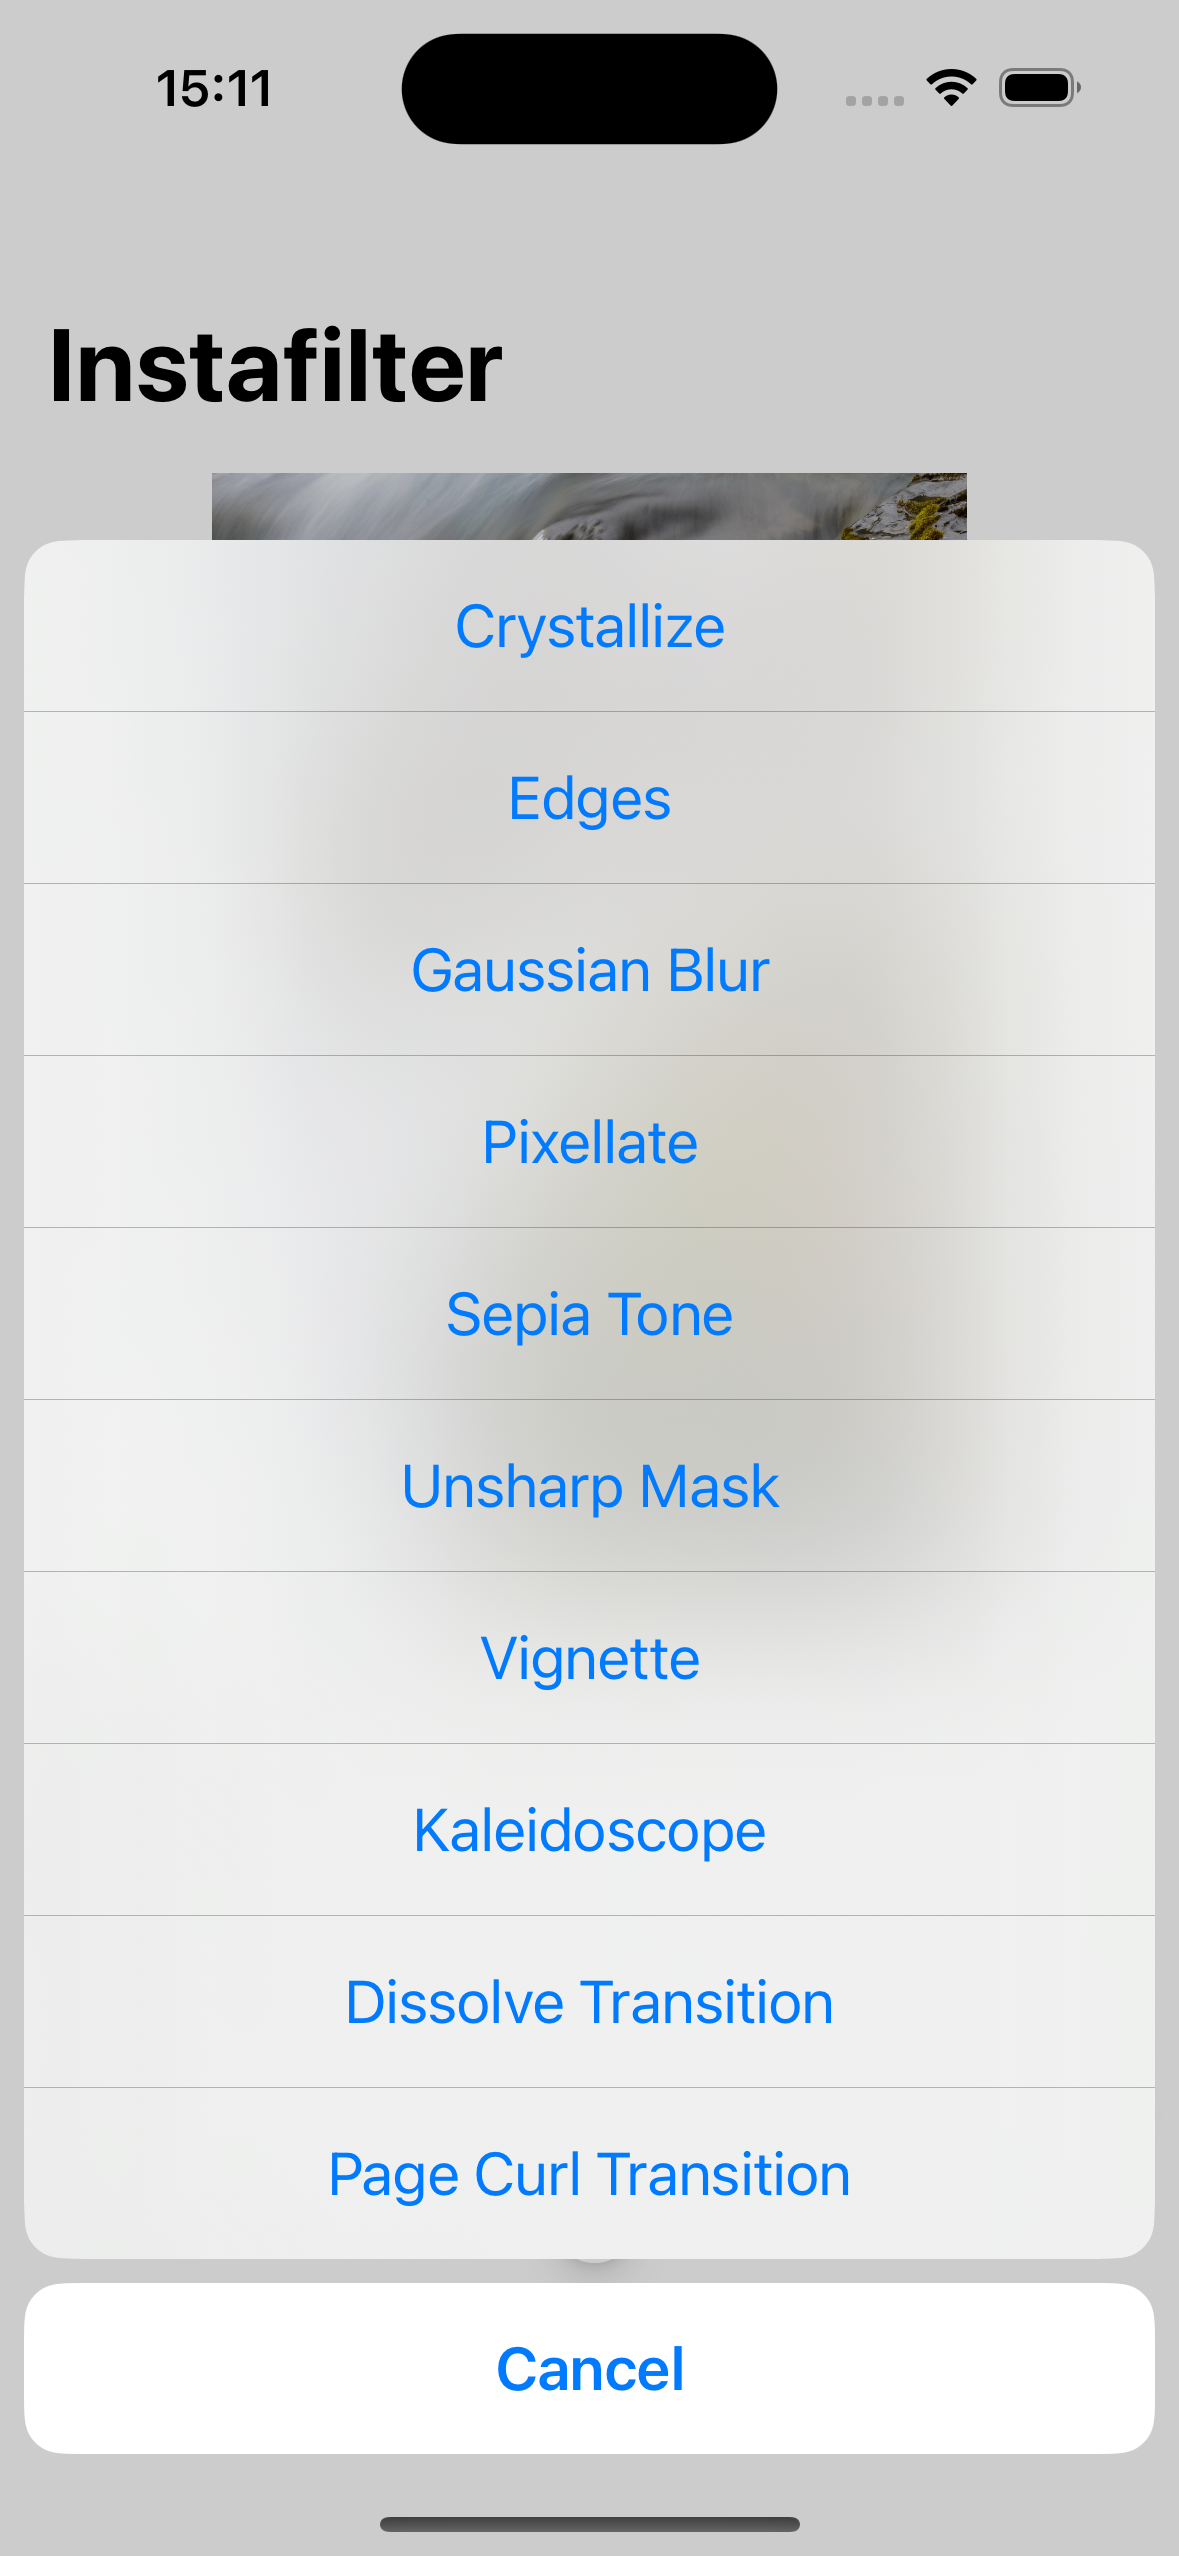 15:11
Instafilter
Crystallize
Edges
Gaussian Blur
Pixellate
Sepia Tone
Unsharp Mask
Vignette
Kaleidoscope
Dissolve Transition
Page Curl Transition
Cancel